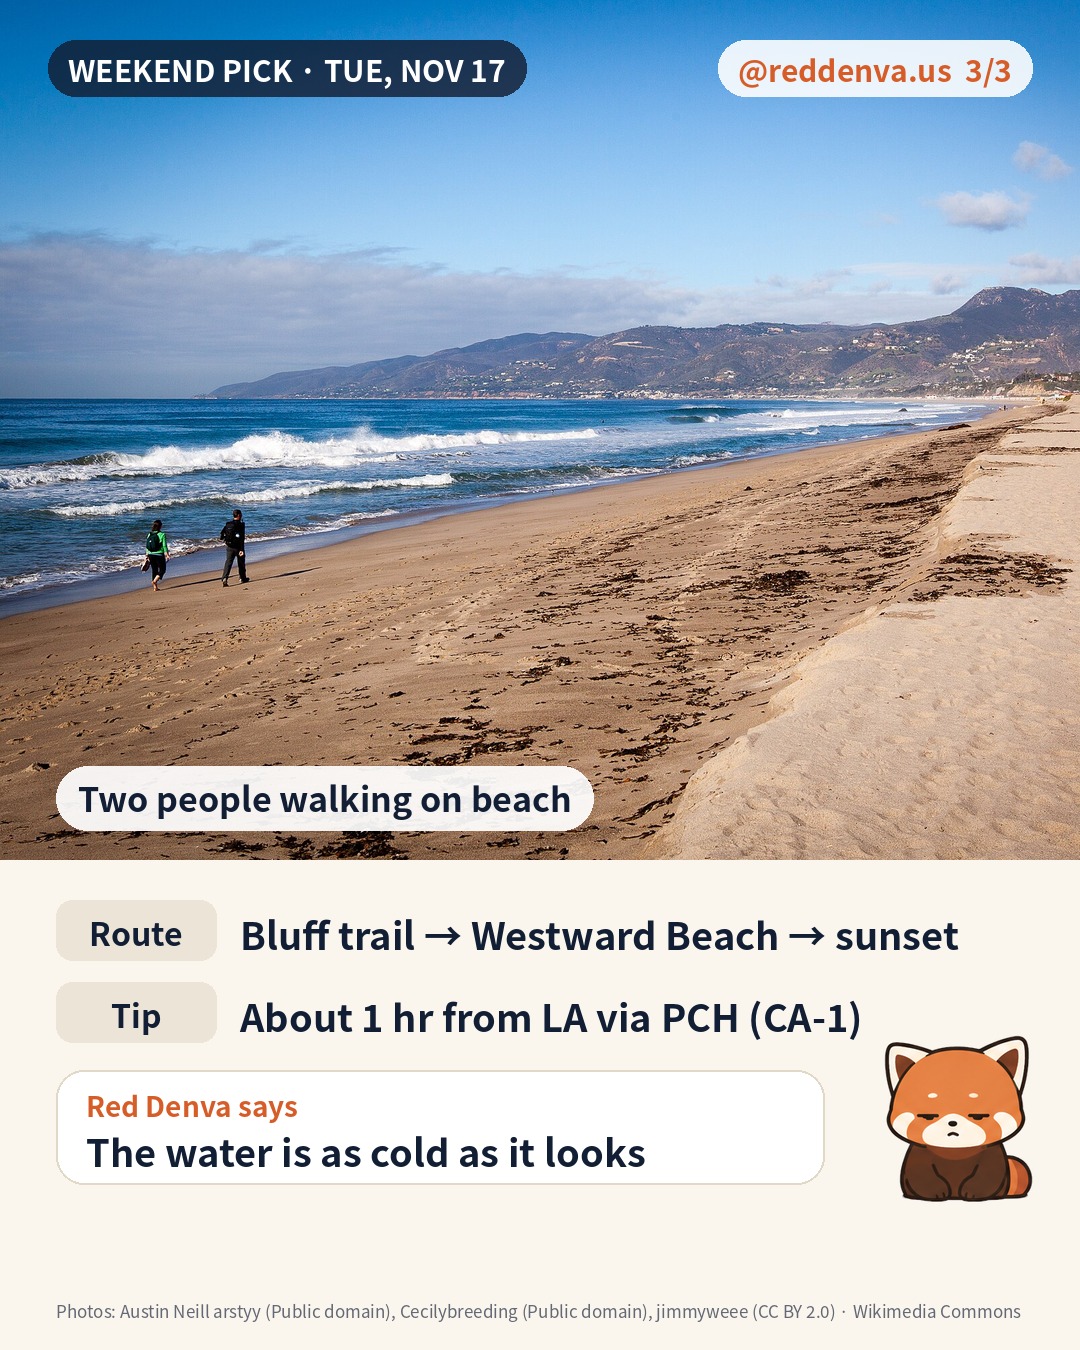 WEEKEND PICK · TUE, NOV 17
@reddenva.us 3/3
Two people walking on beach
Route
Bluff trail → Westward Beach → sunset
Tip
About 1 hr from LA via PCH (CA-1)
Red Denva says
The water is as cold as it looks
Photos: Austin Neill arstyy (Public domain), Cecilybreeding (Public domain), jimmyweee (CC BY 2.0) · Wikimedia Commons